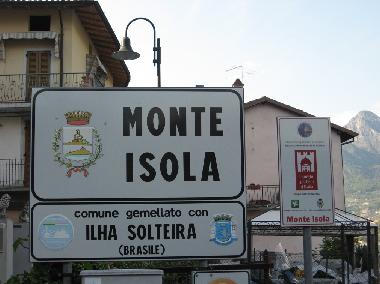 MONTE
ISOLA
comune gemellato con
ILHA SOLTEIRA
(BRASILE)
Monte Isola